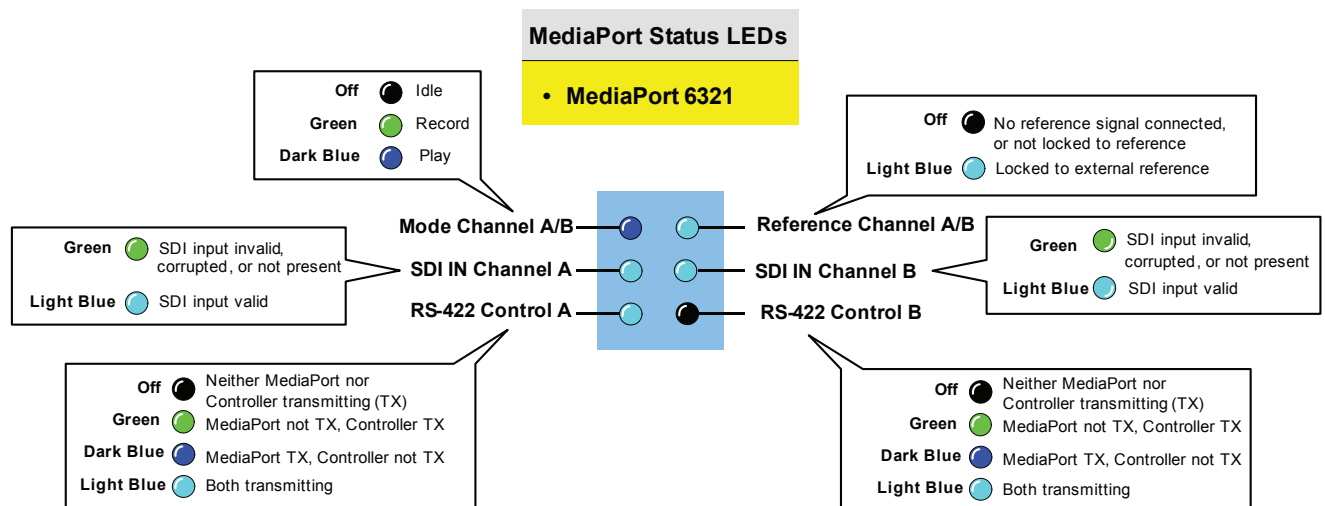 MediaPort Status LEDs
• MediaPort 6321
Off Idle
Green Record
Dark Blue Play
Off No reference signal connected,
or not locked to reference
Light Blue Locked to external reference
Mode Channel A/B
Reference Channel A/B
Green SDI input invalid,
corrupted, or not present
Light Blue SDI input valid
SDI IN Channel A
SDI IN Channel B
Green SDI input invalid,
corrupted, or not present
Light Blue SDI input valid
RS-422 Control A
RS-422 Control B
Off Neither MediaPort nor
Controller transmitting (TX)
Green MediaPort not TX, Controller TX
Dark Blue MediaPort TX, Controller not TX
Light Blue Both transmitting
Off Neither MediaPort nor
Controller transmitting (TX)
Green MediaPort not TX, Controller TX
Dark Blue MediaPort TX, Controller not TX
Light Blue Both transmitting